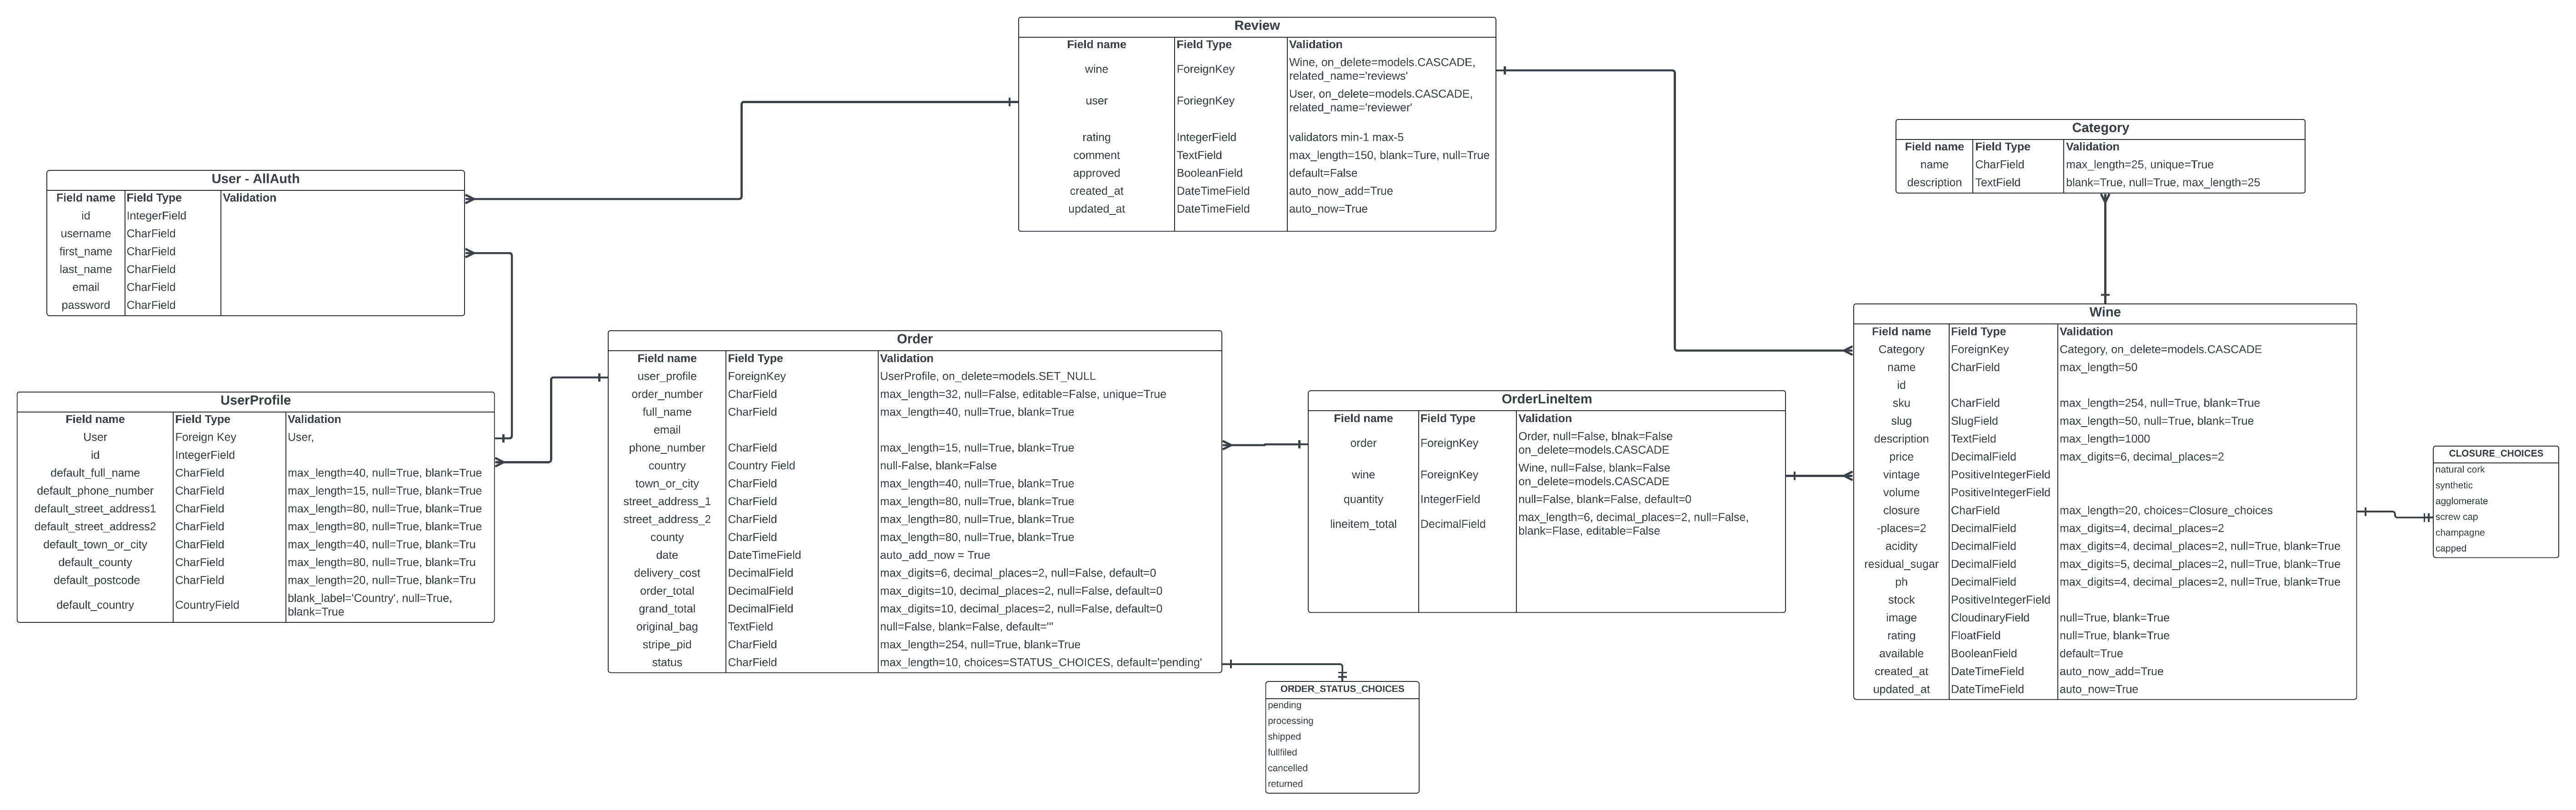 Review
Field name Field Type Validation
wine ForeignKey Wine, on_delete=models.CASCADE,
related_name='reviews'
user ForiegnKey User, on_delete=models.CASCADE,
related_name='reviewer'
rating IntegerField validators min-1 max-5
comment TextField max_length=150, blank=Ture, null=True
approved BooleanField default=False
created_at DateTimeField auto_now_add=True
updated_at DateTimeField auto_now=True
Category
Field name Field Type Validation
name CharField max_length=25, unique=True
description TextField blank=True, null=True, max_length=25
User - AllAuth
Field name Field Type Validation
id IntegerField
username CharField
first_name CharField
last_name CharField
email CharField
password CharField
UserProfile
Field name Field Type Validation
User Foreign Key User,
id IntegerField
default_full_name CharField max_length=40, null=True, blank=True
default_phone_number CharField max_length=15, null=True, blank=True
default_street_address1 CharField max_length=80, null=True, blank=True
default_street_address2 CharField max_length=80, null=True, blank=True
default_town_or_city CharField max_length=40, null=True, blank=Tru
default_county CharField max_length=80, null=True, blank=Tru
default_postcode CharField max_length=20, null=True, blank=Tru
default_country CountryField blank_label='Country', null=True,
blank=True
Order
Field name Field Type Validation
user_profile ForeignKey UserProfile, on_delete=models.SET_NULL
order_number CharField max_length=32, null=False, editable=False, unique=True
full_name CharField max_length=40, null=True, blank=True
email
phone_number CharField max_length=15, null=True, blank=True
country Country Field null-False, blank=False
town_or_city CharField max_length=40, null=True, blank=True
street_address_1 CharField max_length=80, null=True, blank=True
street_address_2 CharField max_length=80, null=True, blank=True
county CharField max_length=80, null=True, blank=True
date DateTimeField auto_add_now = True
delivery_cost DecimalField max_digits=6, decimal_places=2, null=False, default=0
order_total DecimalField max_digits=10, decimal_places=2, null=False, default=0
grand_total DecimalField max_digits=10, decimal_places=2, null=False, default=0
original_bag TextField null=False, blank=False, default=""
stripe_pid CharField max_length=254, null=True, blank=True
status CharField max_length=10, choices=STATUS_CHOICES, default='pending'
OrderLineItem
Field name Field Type Validation
order ForeignKey Order, null=False, blnak=False
on_delete=models.CASCADE
wine ForeignKey Wine, null=False, blank=False
on_delete=models.CASCADE
quantity IntegerField null=False, blank=False, default=0
lineitem_total DecimalField max_length=6, decimal_places=2, null=False,
blank=Flase, editable=False
ORDER_STATUS_CHOICES
pending
processing
shipped
fullfiled
cancelled
returned
Wine
Field name Field Type Validation
Category ForeignKey Category, on_delete=models.CASCADE
name CharField max_length=50
id
sku CharField max_length=254, null=True, blank=True
slug SlugField max_length=50, null=True, blank=True
description TextField max_length=1000
price DecimalField max_digits=6, decimal_places=2
vintage PositiveIntegerField
volume PositiveIntegerField
closure CharField max_length=20, choices=Closure_choices
-places=2 DecimalField max_digits=4, decimal_places=2
acidity DecimalField max_digits=4, decimal_places=2, null=True, blank=True
residual_sugar DecimalField max_digits=5, decimal_places=2, null=True, blank=True
ph DecimalField max_digits=4, decimal_places=2, null=True, blank=True
stock PositiveIntegerField
image CloudinaryField null=True, blank=True
rating FloatField null=True, blank=True
available BooleanField default=True
created_at DateTimeField auto_now_add=True
updated_at DateTimeField auto_now=True
CLOSURE_CHOICES
natural cork
synthetic
agglomerate
screw cap
champagne
capped